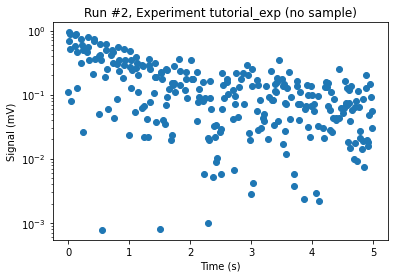 Run #2, Experiment tutorial_exp (no sample)
10⁰
10⁻¹
10⁻²
10⁻³
Signal (mV)
0 1 2 3 4 5
Time (s)